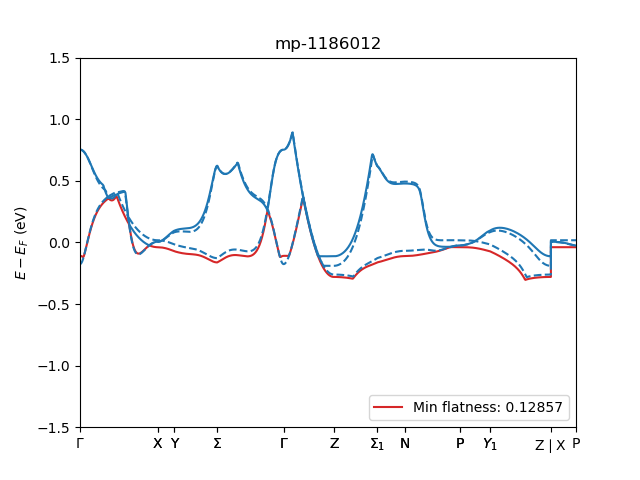 mp-1186012
E − E_F (eV)
1.5
1.0
0.5
0.0
−0.5
−1.0
−1.5
Min flatness: 0.12857
Γ X Y Σ Γ Z Σ₁ N P Y₁ Z | X P